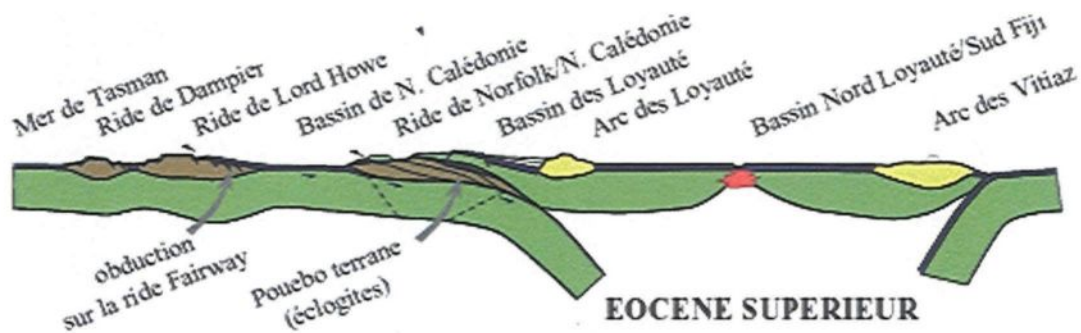 Mer de Tasman
Ride de Dampier
Ride de Lord Howe
Bassin de N. Calédonie
Ride de Norfolk/N. Calédonie
Bassin des Loyauté
Arc des Loyauté
Bassin Nord Loyauté/Sud Fiji
Arc des Vitiaz
obduction
sur la ride Fairway
Pouebo terrane
(éclogites)
EOCENE SUPERIEUR